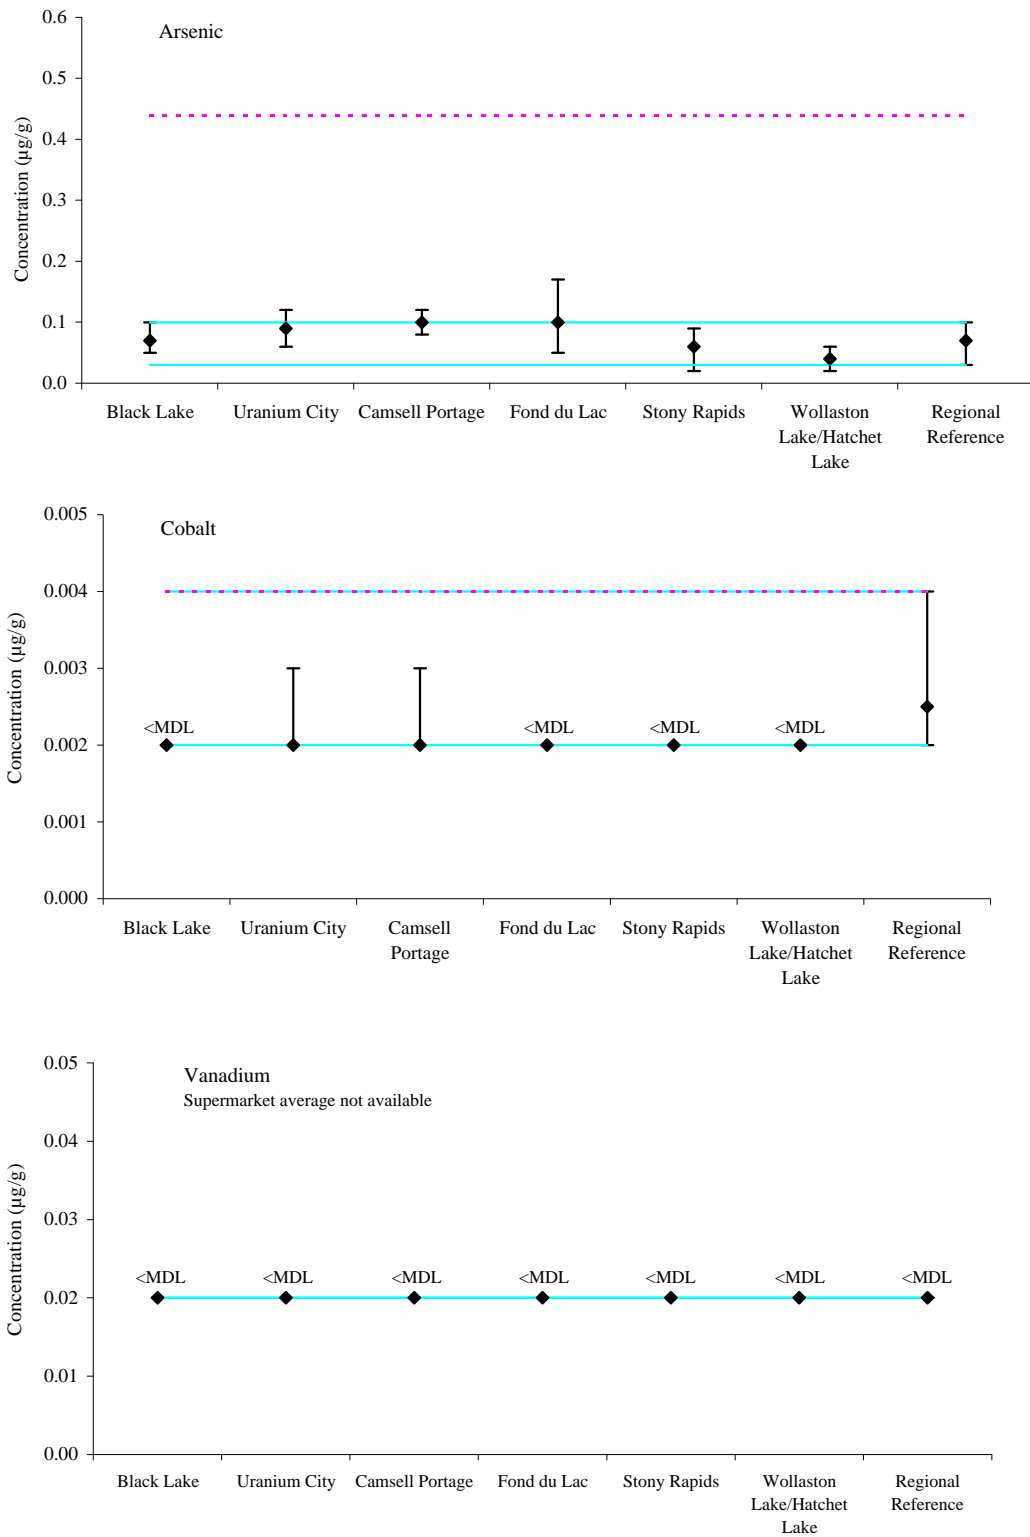 Arsenic
Concentration (µg/g)
0.6
0.5
0.4
0.3
0.2
0.1
0.0
Black Lake
Uranium City
Camsell Portage
Fond du Lac
Stony Rapids
Wollaston
Lake/Hatchet
Lake
Regional
Reference
Cobalt
Concentration (µg/g)
0.005
0.004
0.003
0.002
0.001
0.000
<MDL
<MDL
<MDL
<MDL
Black Lake
Uranium City
Camsell
Portage
Fond du Lac
Stony Rapids
Wollaston
Lake/Hatchet
Lake
Regional
Reference
Vanadium
Supermarket average not available
Concentration (µg/g)
0.05
0.04
0.03
0.02
0.01
0.00
<MDL
<MDL
<MDL
<MDL
<MDL
<MDL
<MDL
Black Lake
Uranium City
Camsell Portage
Fond du Lac
Stony Rapids
Wollaston
Lake/Hatchet
Lake
Regional
Reference